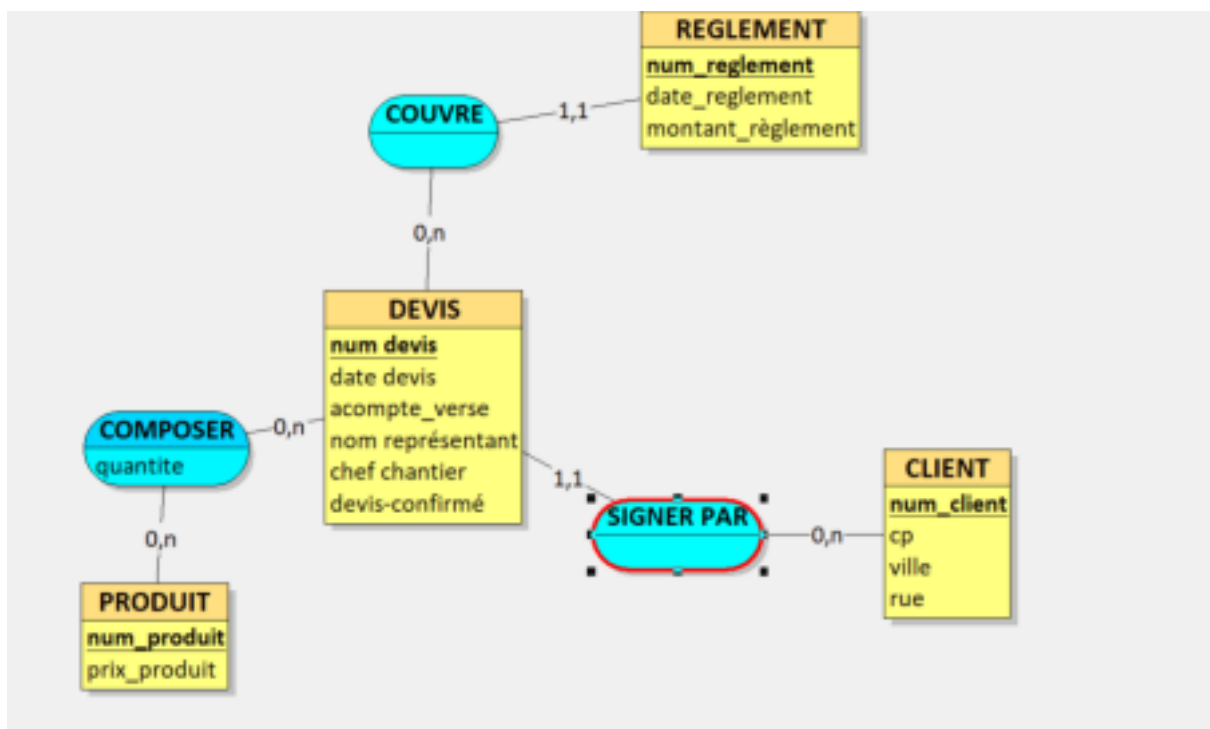 REGLEMENT
num_reglement
date_reglement
montant_règlement
COUVRE
1,1
0,n
DEVIS
num devis
date devis
acompte_verse
nom représentant
chef chantier
devis-confirmé
COMPOSER
quantite
0,n
0,n
PRODUIT
num_produit
prix_produit
1,1
SIGNER PAR
0,n
CLIENT
num_client
cp
ville
rue